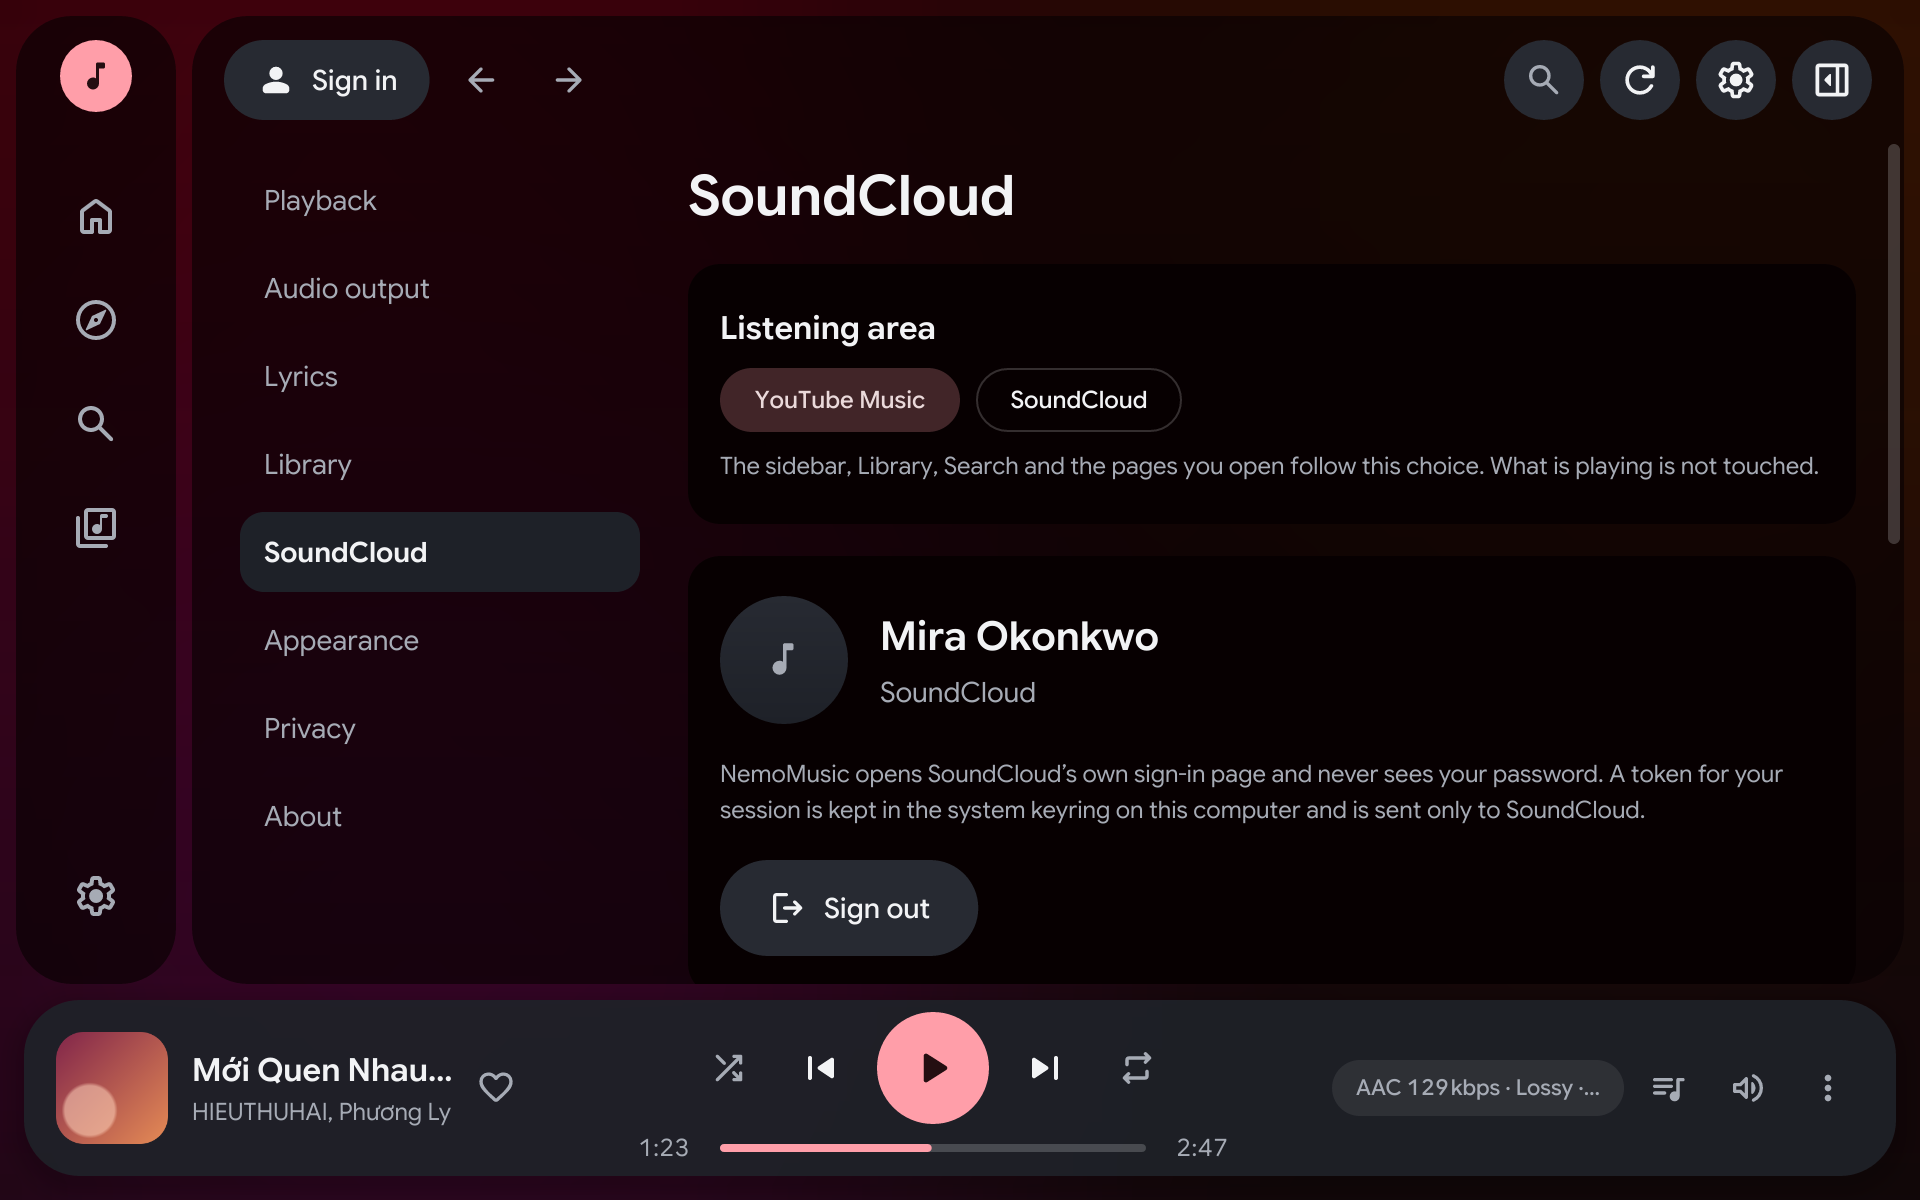 Sign in
Playback
Audio output
Lyrics
Library
SoundCloud
Appearance
Privacy
About
SoundCloud
Listening area
YouTube Music
SoundCloud
The sidebar, Library, Search and the pages you open follow this choice. What is playing is not touched.
Mira Okonkwo
SoundCloud
NemoMusic opens SoundCloud’s own sign-in page and never sees your password. A token for your
session is kept in the system keyring on this computer and is sent only to SoundCloud.
Sign out
Mới Quen Nhau...
HIEUTHUHAI, Phương Ly
1:23
2:47
AAC 129 kbps · Lossy ·...